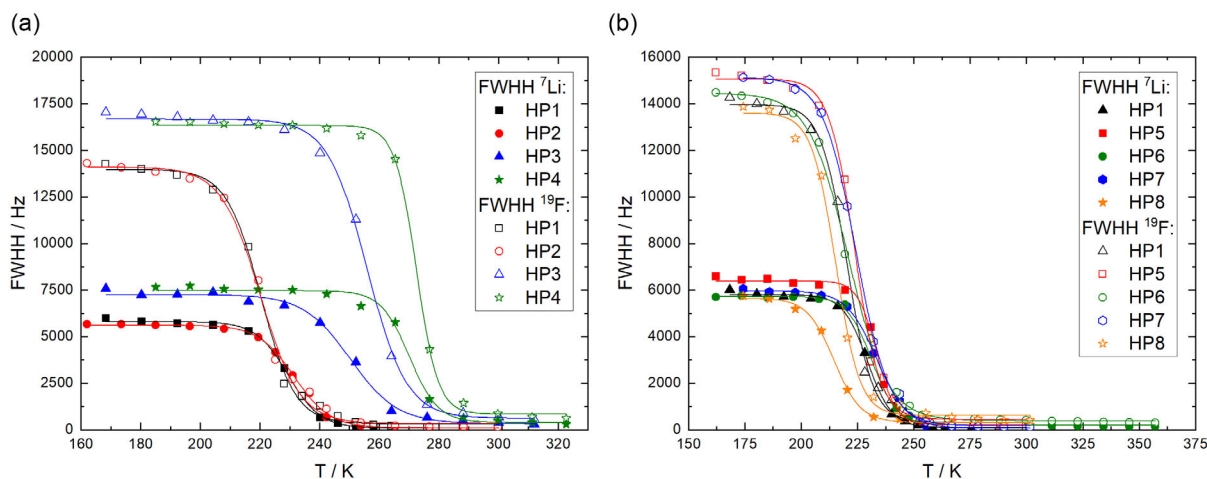 (a)
FWHH / Hz
20000
17500
15000
12500
10000
7500
5000
2500
0
160 180 200 220 240 260 280 300 320
T / K
FWHH ⁷Li:
HP1
HP2
HP3
HP4
FWHH ¹⁹F:
HP1
HP2
HP3
HP4
(b)
FWHH / Hz
16000
14000
12000
10000
8000
6000
4000
2000
0
150 175 200 225 250 275 300 325 350 375
T / K
FWHH ⁷Li:
HP1
HP5
HP6
HP7
HP8
FWHH ¹⁹F:
HP1
HP5
HP6
HP7
HP8